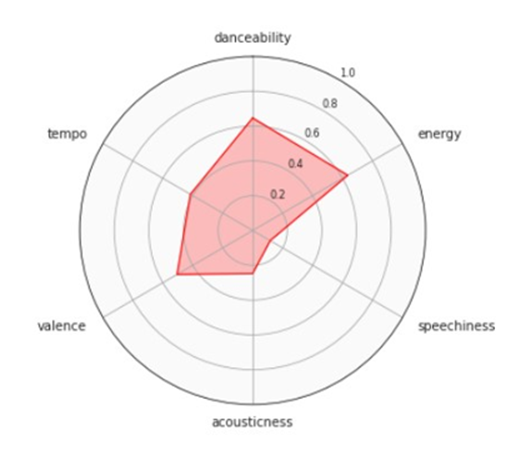 danceability
1.0
0.8
tempo
0.6
energy
0.4
0.2
valence
speechiness
acousticness